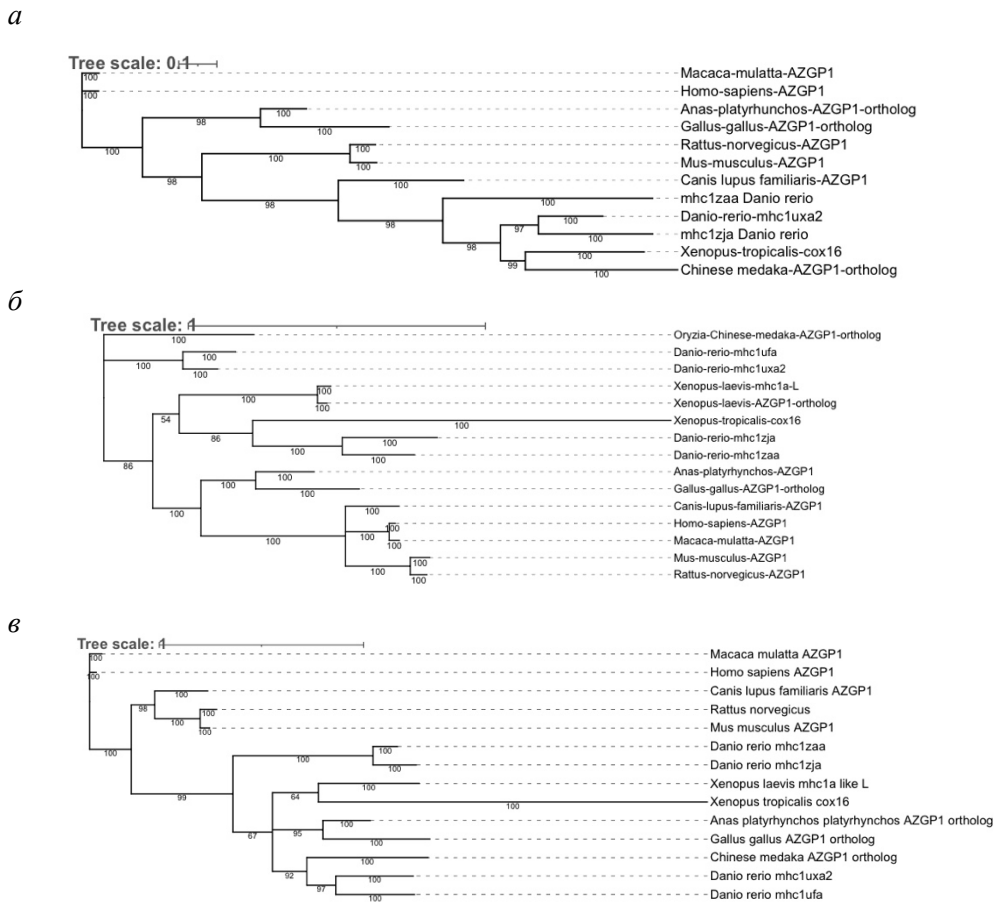 а
Tree scale: 0.1
100 Macaca-mulatta-AZGP1
100 Homo-sapiens-AZGP1
100 Anas-platyrhunchos-AZGP1-ortholog
98
100 Gallus-gallus-AZGP1-ortholog
100 100 Rattus-norvegicus-AZGP1
100
98 100 Mus-musculus-AZGP1
100 Canis lupus familiaris-AZGP1
98
100 mhc1zaa Danio rerio
98 97 100 Danio-rerio-mhc1uxa2
100 mhc1zja Danio rerio
98 100 Xenopus-tropicalis-cox16
99 100 Chinese medaka-AZGP1-ortholog
б
Tree scale: 1
100 Oryzia-Chinese-medaka-AZGP1-ortholog
100 100 Danio-rerio-mhc1ufa
100 Danio-rerio-mhc1uxa2
100 Xenopus-laevis-mhc1a-L
100 100 Xenopus-laevis-AZGP1-ortholog
54
100 Xenopus-tropicalis-cox16
86
100 Danio-rerio-mhc1zja
100 100 Danio-rerio-mhc1zaa
86
100 Anas-platyrhynchos-AZGP1
100 100 Gallus-gallus-AZGP1-ortholog
100 100 Canis-lupus-familiaris-AZGP1
100 Homo-sapiens-AZGP1
100 100 100 Macaca-mulatta-AZGP1
100 Mus-musculus-AZGP1
100 100 Rattus-norvegicus-AZGP1
в
Tree scale: 1
100 Macaca mulatta AZGP1
100 Homo sapiens AZGP1
100 Canis lupus familiaris AZGP1
98 100 Rattus norvegicus
100 100 Mus musculus AZGP1
100 100 Danio rerio mhc1zaa
100
100 Danio rerio mhc1zja
100 Xenopus laevis mhc1a like L
99 64 100 Xenopus tropicalis cox16
100 Anas platyrhynchos platyrhynchos AZGP1 ortholog
67 95 100 Gallus gallus AZGP1 ortholog
100 Chinese medaka AZGP1 ortholog
92 100 Danio rerio mhc1uxa2
97 100 Danio rerio mhc1ufa